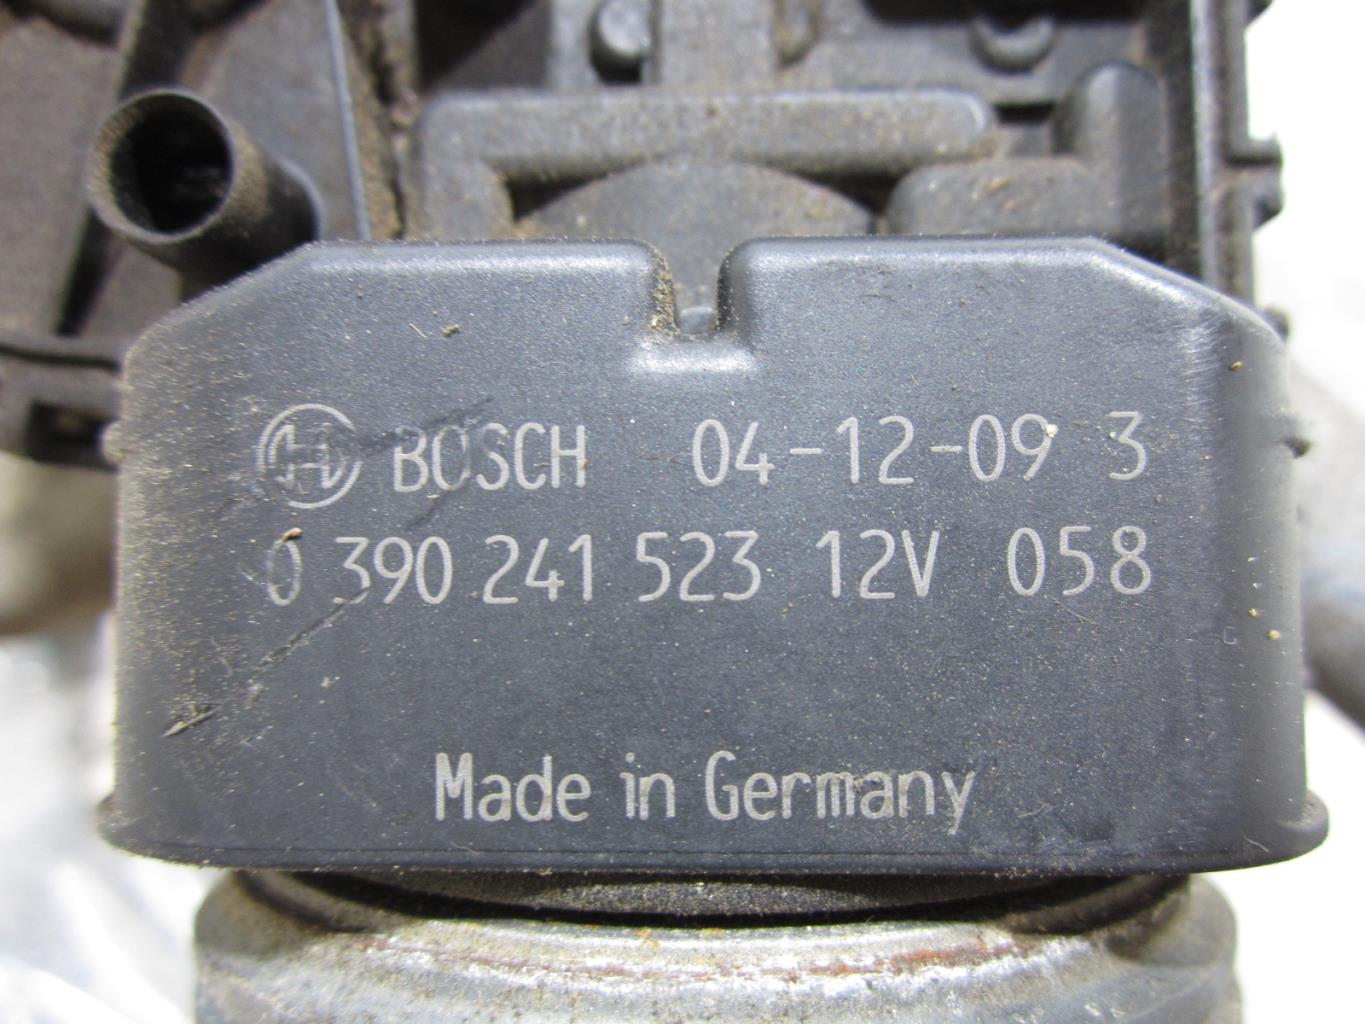 BOSCH 04-12-09 3
0 390 241 523 12V 058
Made in Germany